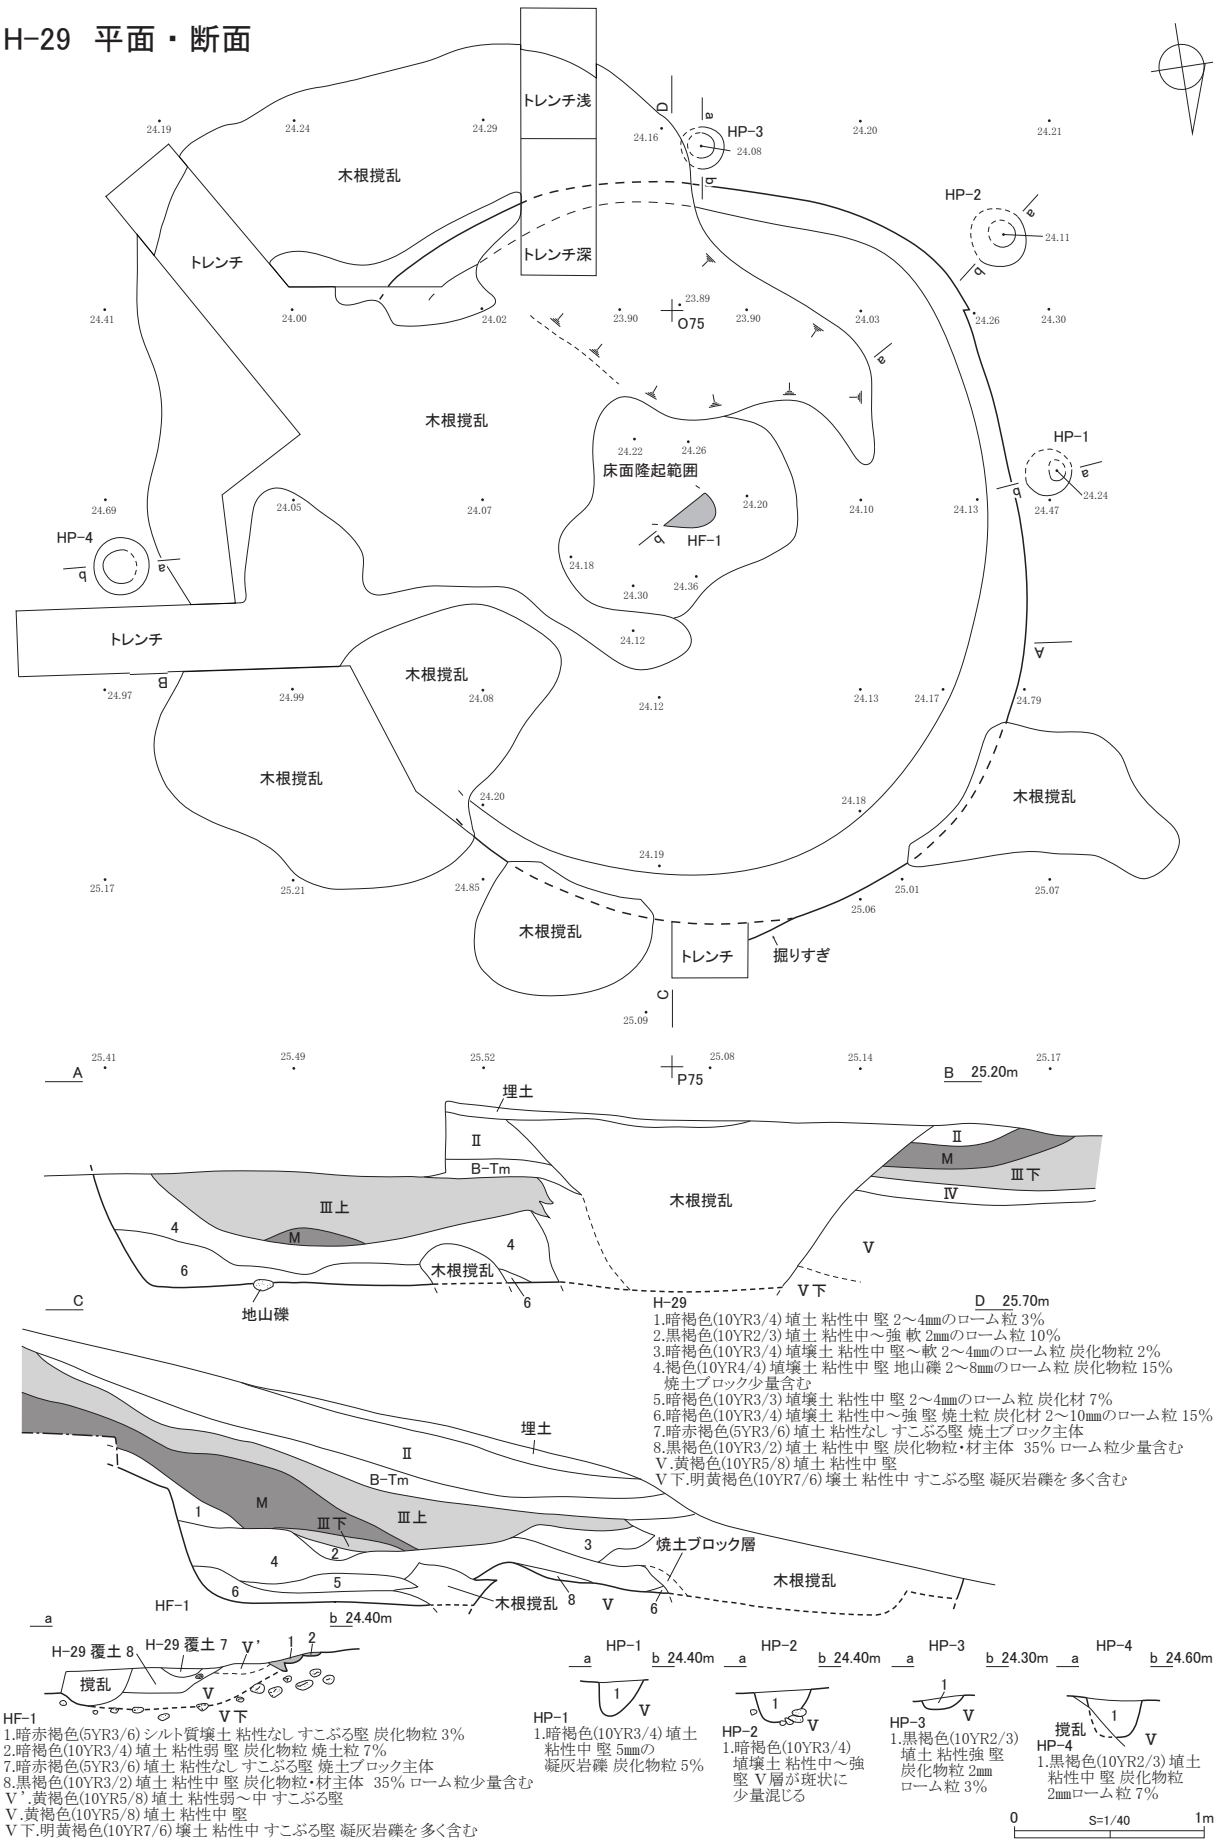 H-29 平面・断面
トレンチ浅
D
a
HP-3
24.08
b
24.19
24.24
24.29
24.16
24.20
24.21
木根撹乱
HP-2
a
24.11
b
トレンチ
トレンチ深
24.41
24.00
24.02
23.90
23.89
O75
23.90
24.03
24.26
24.30
a
木根撹乱
24.22
24.26
床面隆起範囲
HP-1
a
b
24.24
24.69
24.05
24.07
24.20
24.10
24.13
24.47
HP-4
a
b
b
HF-1
24.18
24.30
24.36
24.12
トレンチ
B
A
木根撹乱
24.97
24.99
24.08
24.12
24.13
24.17
24.79
木根撹乱
24.20
24.18
木根撹乱
24.19
25.17
25.21
24.85
25.01
25.07
25.06
木根撹乱
トレンチ
掘りすぎ
C
25.09
25.41
25.49
25.52
P75
25.08
25.14
25.17
A
B 25.20m
埋土
Ⅱ
B-Tm
Ⅲ上
M
4
6
4
木根撹乱
6
地山礫
木根撹乱
Ⅱ
M
Ⅲ下
Ⅳ
Ⅴ
Ⅴ下
C
D 25.70m
H-29
1.暗褐色(10YR3/4) 埴土 粘性中 堅 2～4㎜のローム粒 3%
2.黒褐色(10YR2/3) 埴土 粘性中～強 軟 2㎜のローム粒 10%
3.暗褐色(10YR3/4) 埴壌土 粘性中 堅～軟 2～4㎜のローム粒 炭化物粒 2%
4.褐色(10YR4/4) 埴壌土 粘性中 堅 地山礫 2～8㎜のローム粒 炭化物粒 15%
焼土ブロック少量含む
5.暗褐色(10YR3/3) 埴壌土 粘性中 堅 2～4㎜のローム粒 炭化材 7%
6.暗褐色(10YR3/4) 埴壌土 粘性中～強 堅 焼土粒 炭化材 2～10㎜のローム粒 15%
7.暗赤褐色(5YR3/6) 埴土 粘性なし すこぶる堅 焼土ブロック主体
8.黒褐色(10YR3/2) 埴土 粘性中 堅 炭化物粒・材主体 35% ローム粒少量含む
Ⅴ.黄褐色(10YR5/8) 埴土 粘性中 堅
Ⅴ下.明黄褐色(10YR7/6) 壌土 粘性中 すこぶる堅 凝灰岩礫を多く含む
埋土
Ⅱ
B-Tm
M
Ⅲ上
Ⅲ下
1
2
3
4
5
6
焼土ブロック層
木根撹乱
木根撹乱
8
Ⅴ
6
HF-1
a
b 24.40m
H-29 覆土 8
H-29 覆土 7
Ⅴ’
1
2
撹乱
Ⅴ
Ⅴ下
HF-1
1.暗赤褐色(5YR3/6) シルト質壌土 粘性なし すこぶる堅 炭化物粒 3%
2.暗褐色(10YR3/4) 埴土 粘性弱 堅 炭化物粒 焼土粒 7%
7.暗赤褐色(5YR3/6) 埴土 粘性なし すこぶる堅 焼土ブロック主体
8.黒褐色(10YR3/2) 埴土 粘性中 堅 炭化物粒・材主体 35% ローム粒少量含む
Ⅴ’.黄褐色(10YR5/8) 埴土 粘性弱～中 すこぶる堅
Ⅴ.黄褐色(10YR5/8) 埴土 粘性中 堅
Ⅴ下.明黄褐色(10YR7/6) 壌土 粘性中 すこぶる堅 凝灰岩礫を多く含む
HP-1
a
b 24.40m
1
Ⅴ
HP-1
1.暗褐色(10YR3/4) 埴土
粘性中 堅 5㎜の
凝灰岩礫 炭化物粒 5%
HP-2
a
b 24.40m
1
Ⅴ
HP-2
1.暗褐色(10YR3/4)
埴壌土 粘性中～強
堅 Ⅴ層が斑状に
少量混じる
HP-3
a
b 24.30m
1
Ⅴ
HP-3
1.黒褐色(10YR2/3)
埴土 粘性強 堅
炭化物粒 2㎜
ローム粒 3%
HP-4
a
b 24.60m
1
撹乱
Ⅴ
HP-4
1.黒褐色(10YR2/3) 埴土
粘性中 堅 炭化物粒
2㎜ローム粒 7%
0
S=1/40
1m